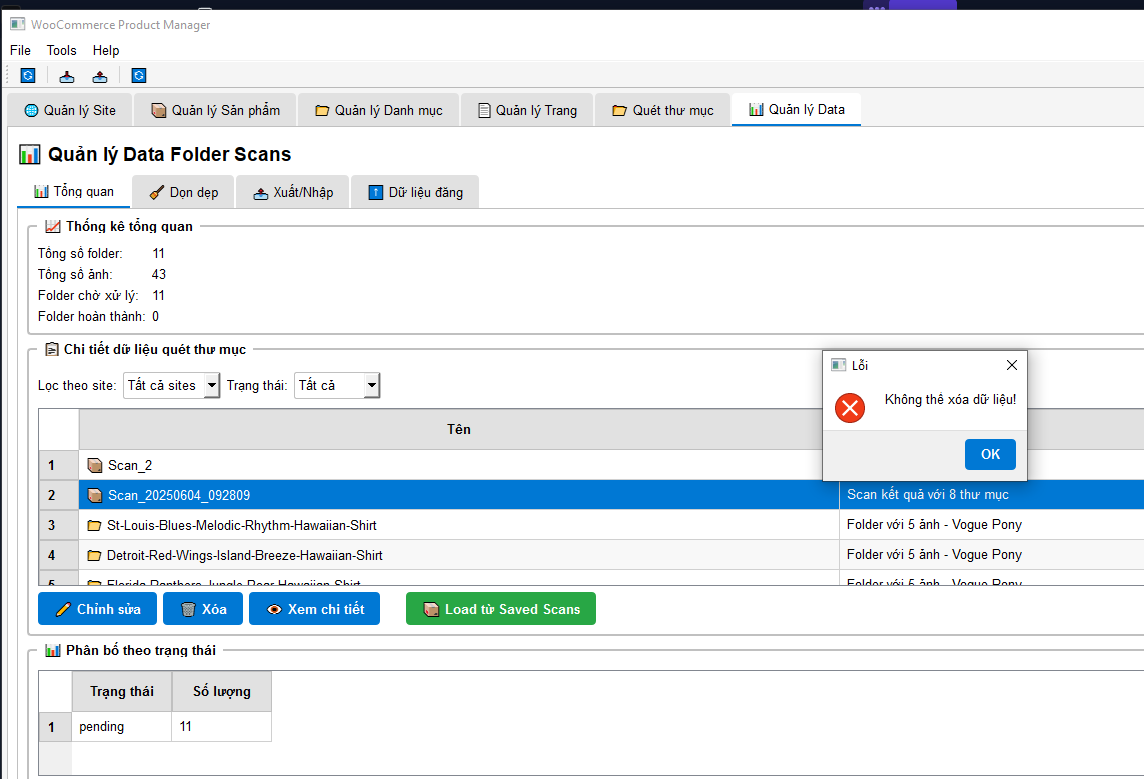 WooCommerce Product Manager
File Tools Help
Quản lý Site Quản lý Sản phẩm Quản lý Danh mục Quản lý Trang Quét thư mục Quản lý Data
Quản lý Data Folder Scans
Tổng quan Dọn dẹp Xuất/Nhập Dữ liệu đăng
Thống kê tổng quan
Tổng số folder: 11
Tổng số ảnh: 43
Folder chờ xử lý: 11
Folder hoàn thành: 0
Chi tiết dữ liệu quét thư mục
Lọc theo site: Tất cả sites Trạng thái: Tất cả
Tên
1 Scan_2
2 Scan_20250604_092809 Scan kết quả với 8 thư mục
3 St-Louis-Blues-Melodic-Rhythm-Hawaiian-Shirt Folder với 5 ảnh - Vogue Pony
4 Detroit-Red-Wings-Island-Breeze-Hawaiian-Shirt Folder với 5 ảnh - Vogue Pony
5 Florida-Panthers-Jungle-Roar-Hawaiian-Shirt Folder với 5 ảnh - Vogue Pony
Lỗi
Không thể xóa dữ liệu!
OK
Chỉnh sửa Xóa Xem chi tiết Load từ Saved Scans
Phân bố theo trạng thái
Trạng thái Số lượng
1 pending 11